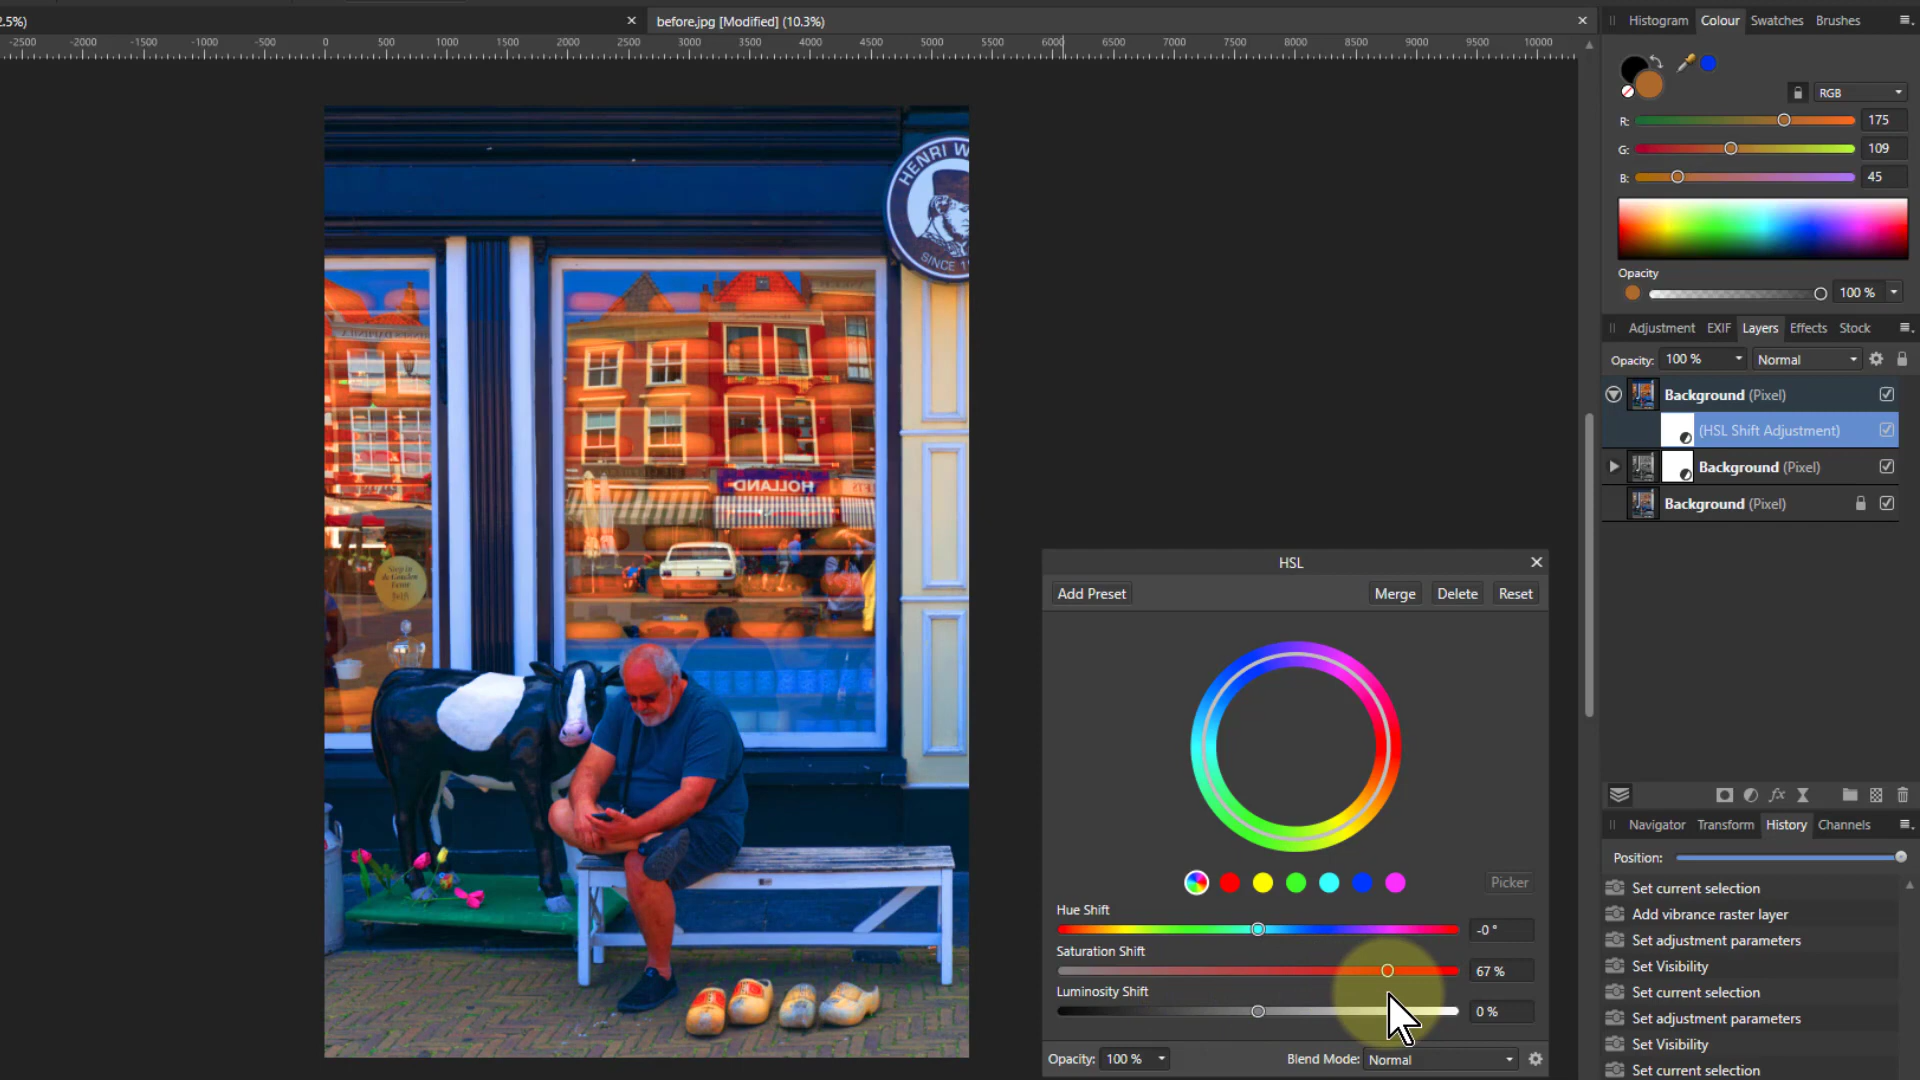 2.5%)
before.jpg [Modified] (10.3%)
Histogram Colour Swatches Brushes
-2500 -2000 -1500 -1000 -500 0 500 1000 1500 2000 2500 3000 3500 4000 4500 5000 5500 6000 6500 7000 7500 8000 8500 9000 9500 10000
RGB
R: 175
G: 109
B: 45
HENRI W
SINCE 1
Opacity
100 %
Adjustment EXIF Layers Effects Stock
Opacity: 100 % Normal
Background (Pixel)
(HSL Shift Adjustment)
Background (Pixel)
Background (Pixel)
HOLLAND
HSL
Add Preset Merge Delete Reset
Picker
Hue Shift
-0 °
Saturation Shift
67 %
Luminosity Shift
0 %
Opacity: 100 % Blend Mode: Normal
fx
Navigator Transform History Channels
Position:
Set current selection
Add vibrance raster layer
Set adjustment parameters
Set Visibility
Set current selection
Set adjustment parameters
Set Visibility
Set current selection